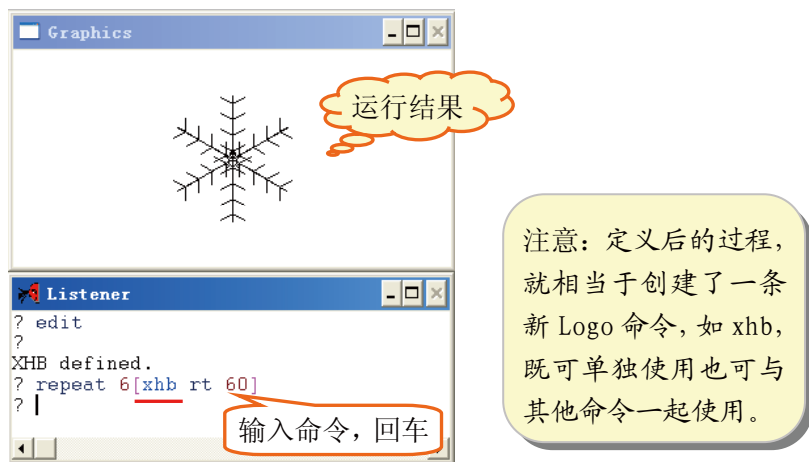 Graphics
运行结果
Listener
? edit
?
XHB defined.
? repeat 6[xhb rt 60]
?
输入命令，回车
注意：定义后的过程，
就相当于创建了一条
新 Logo 命令，如 xhb，
既可单独使用也可与
其他命令一起使用。